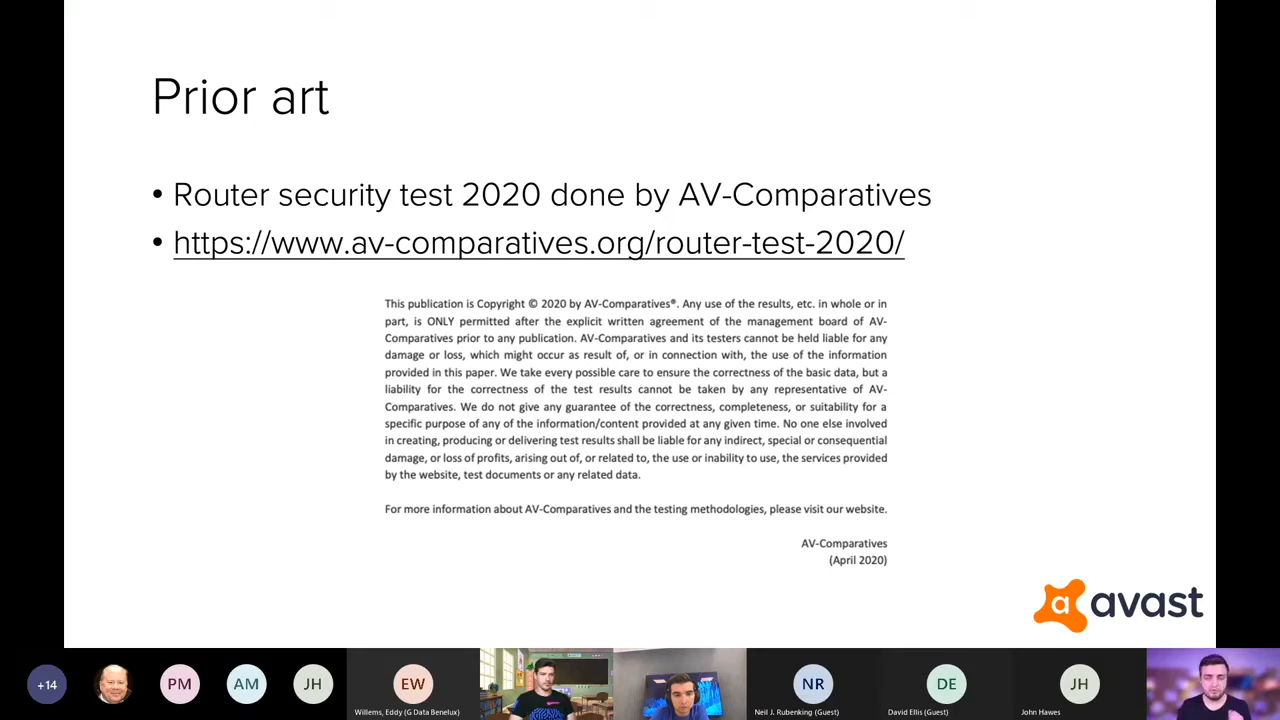 Prior art
• Router security test 2020 done by AV-Comparatives
• https://www.av-comparatives.org/router-test-2020/
This publication is Copyright © 2020 by AV-Comparatives®. Any use of the results, etc. in whole or in
part, is ONLY permitted after the explicit written agreement of the management board of AV-
Comparatives prior to any publication. AV-Comparatives and its testers cannot be held liable for any
damage or loss, which might occur as result of, or in connection with, the use of the information
provided in this paper. We take every possible care to ensure the correctness of the basic data, but a
liability for the correctness of the test results cannot be taken by any representative of AV-
Comparatives. We do not give any guarantee of the correctness, completeness, or suitability for a
specific purpose of any of the information/content provided at any given time. No one else involved
in creating, producing or delivering test results shall be liable for any indirect, special or consequential
damage, or loss of profits, arising out of, or related to, the use or inability to use, the services provided
by the website, test documents or any related data.
For more information about AV-Comparatives and the testing methodologies, please visit our website.
AV-Comparatives
(April 2020)
a avast
+14 PM AM JH EW NR DE JH
Willems, Eddy (G Data Benelux) Neil J. Rubenking (Guest) David Ellis (Guest) John Hawes